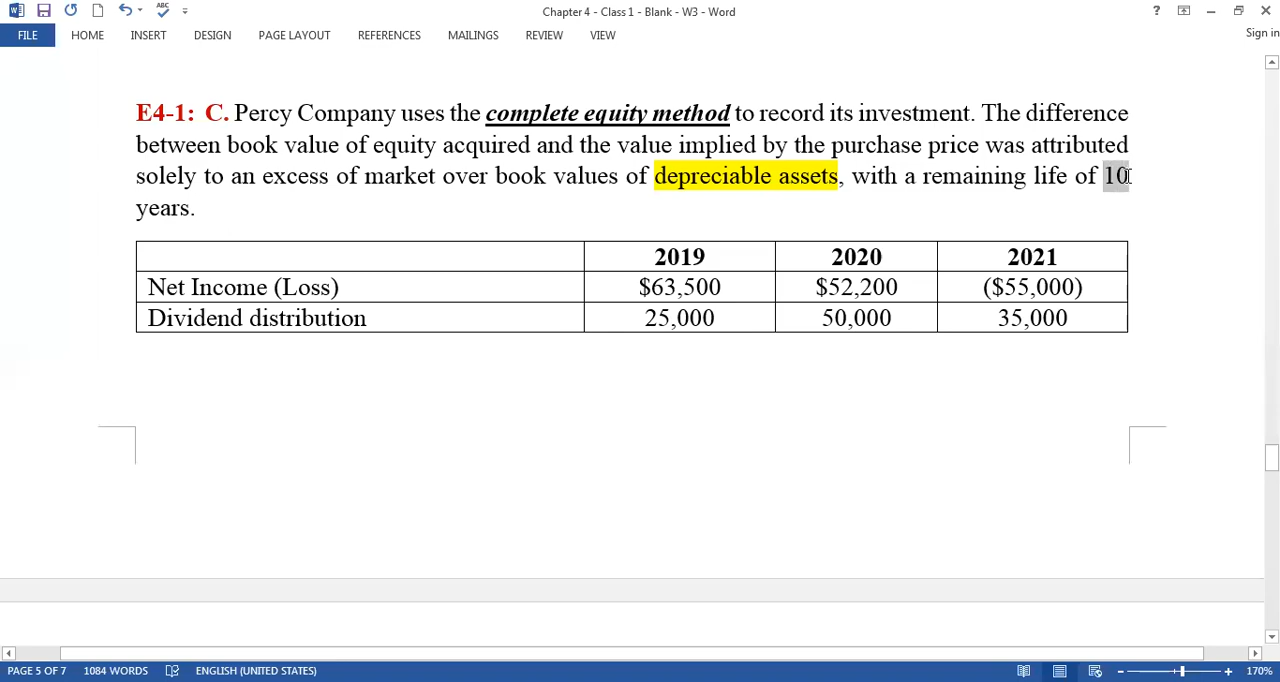 Chapter 4 - Class 1 - Blank - W3 - Word
?
Sign in
FILE HOME INSERT DESIGN PAGE LAYOUT REFERENCES MAILINGS REVIEW VIEW
E4-1: C. Percy Company uses the complete equity method to record its investment. The difference
between book value of equity acquired and the value implied by the purchase price was attributed
solely to an excess of market over book values of depreciable assets, with a remaining life of 10
years.
2019 2020 2021
Net Income (Loss) $63,500 $52,200 ($55,000)
Dividend distribution 25,000 50,000 35,000
PAGE 5 OF 7 1084 WORDS ENGLISH (UNITED STATES) 170%